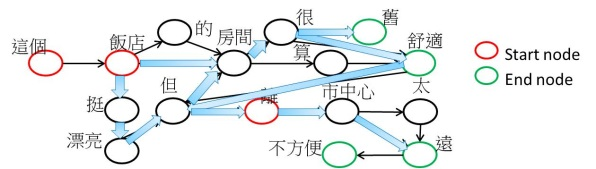 的
很
舊
這個
飯店
房間
算
舒適
Start node
End node
挺
但
離
市中心
太
漂亮
不方便
遠